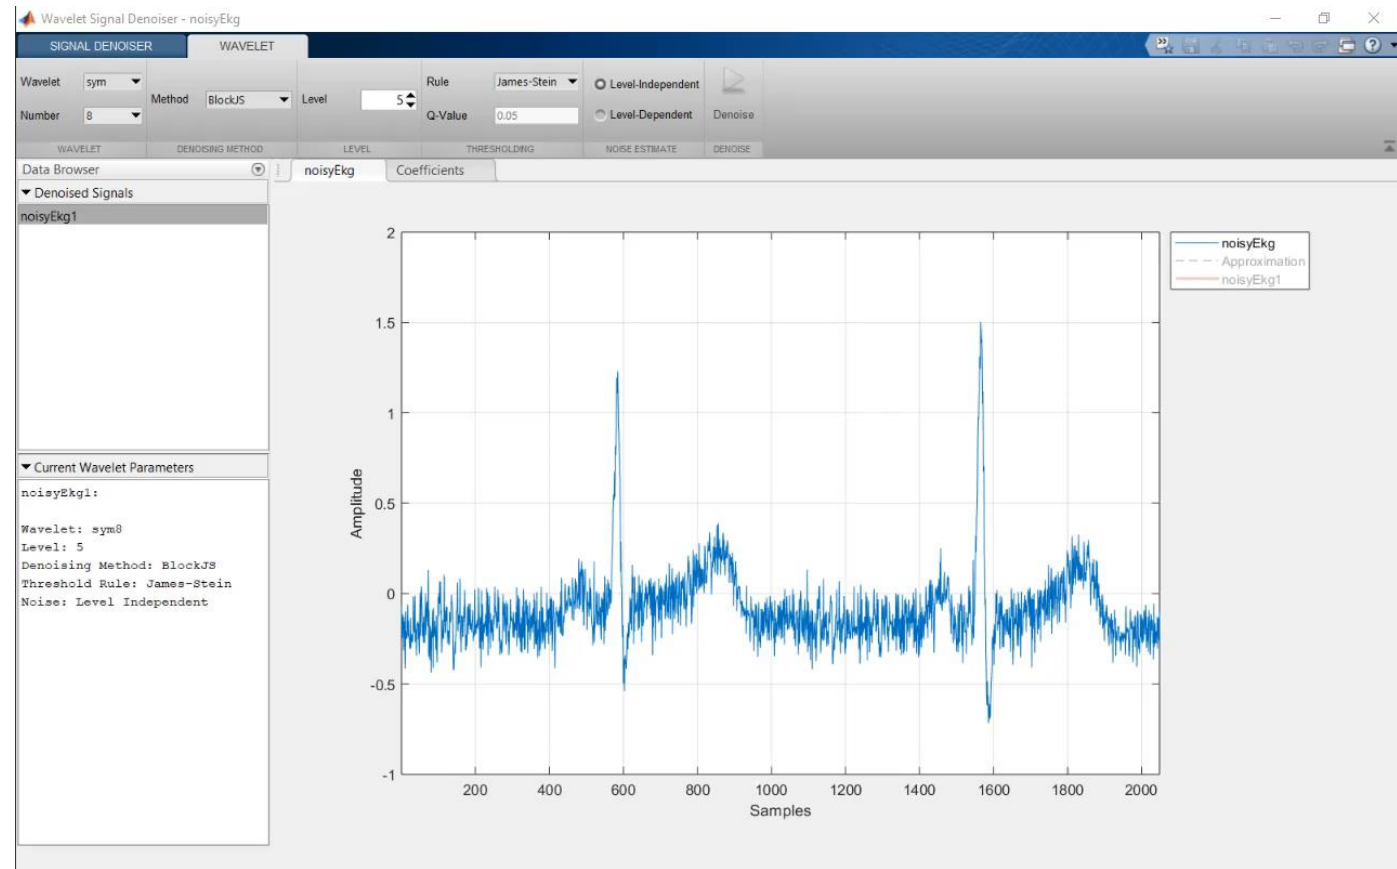 Wavelet Signal Denoiser - noisyEkg
SIGNAL DENOISER WAVELET
Wavelet sym
Number 8
Method BlockJS
Level 5
Rule James-Stein
Q-Value 0.05
Level-Independent
Level-Dependent
Denoise
WAVELET DENOISING METHOD LEVEL THRESHOLDING NOISE ESTIMATE DENOISE
Data Browser
Denoised Signals
noisyEkg1
Current Wavelet Parameters
noisyEkg1:
Wavelet: sym8
Level: 5
Denoising Method: BlockJS
Threshold Rule: James-Stein
Noise: Level Independent
noisyEkg Coefficients
2
1.5
1
0.5
0
-0.5
-1
Amplitude
200 400 600 800 1000 1200 1400 1600 1800 2000
Samples
noisyEkg
Approximation
noisyEkg1